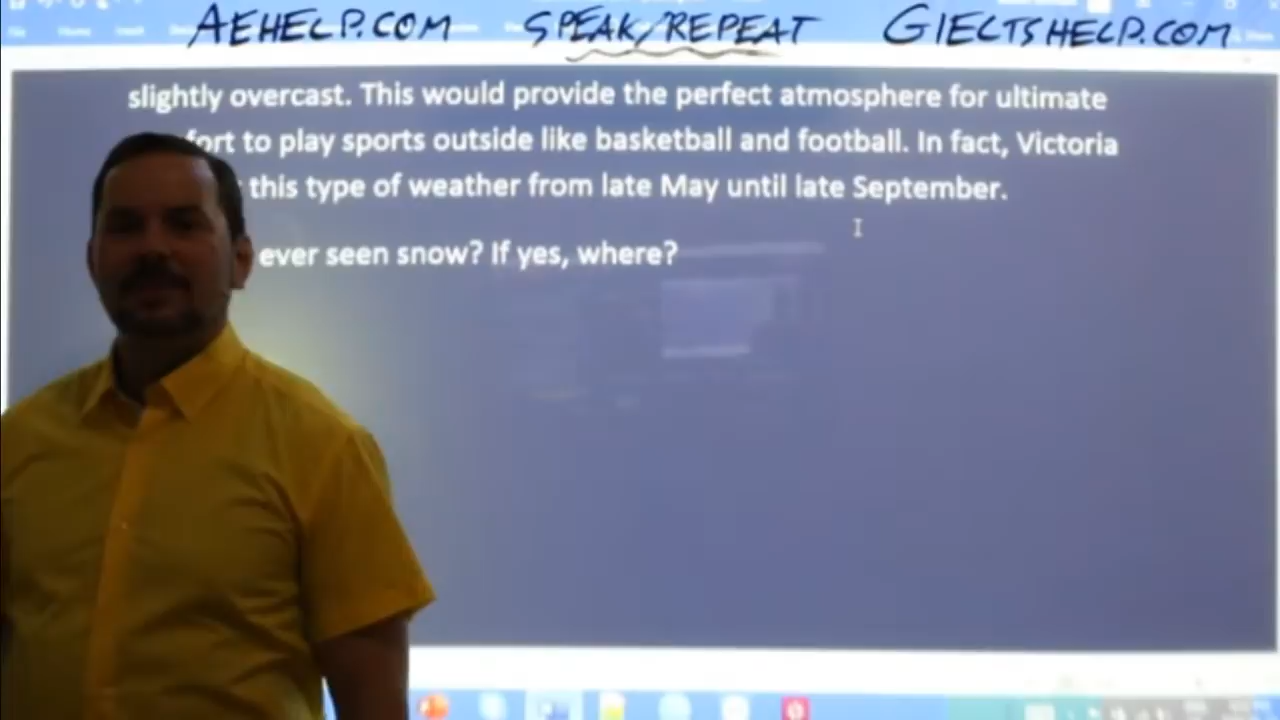 AEHELP.COM SPEAK/REPEAT GIELTSHELP.COM
slightly overcast. This would provide the perfect atmosphere for ultimate
fort to play sports outside like basketball and football. In fact, Victoria
this type of weather from late May until late September.
ever seen snow? If yes, where?